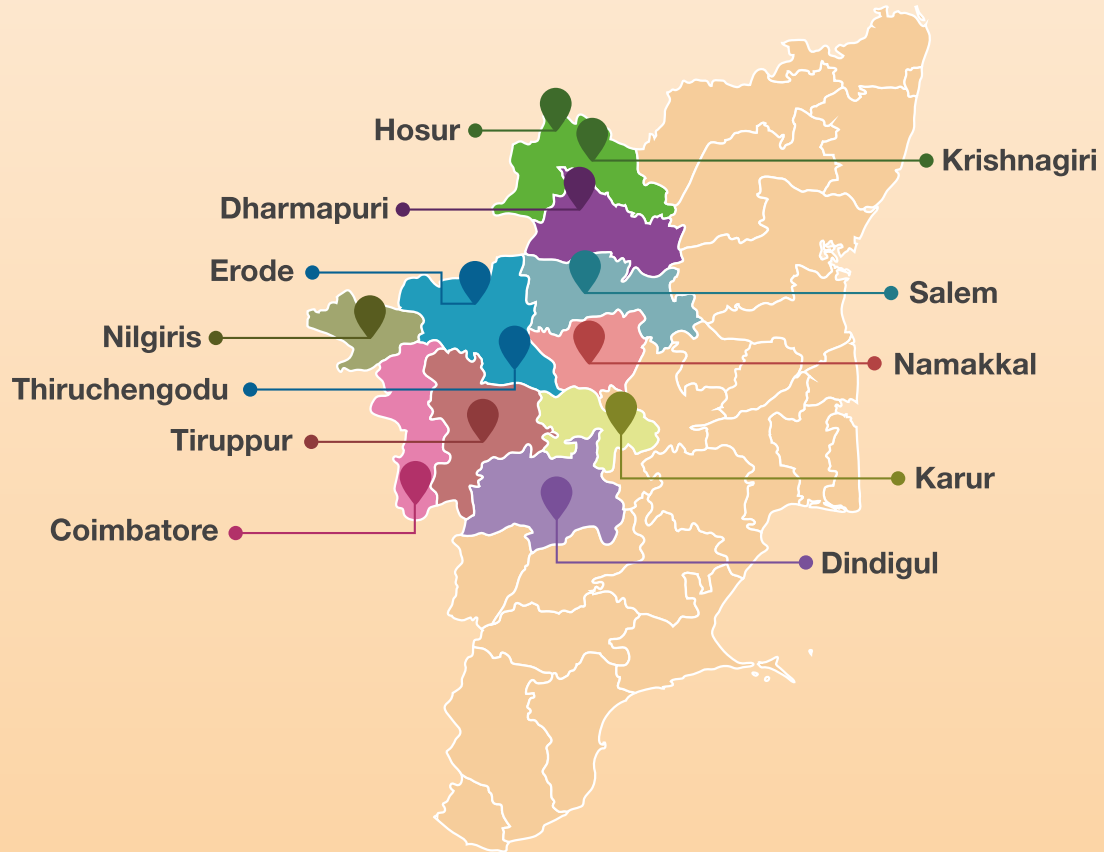 Hosur
Krishnagiri
Dharmapuri
Erode
Salem
Nilgiris
Namakkal
Thiruchengodu
Tiruppur
Karur
Coimbatore
Dindigul